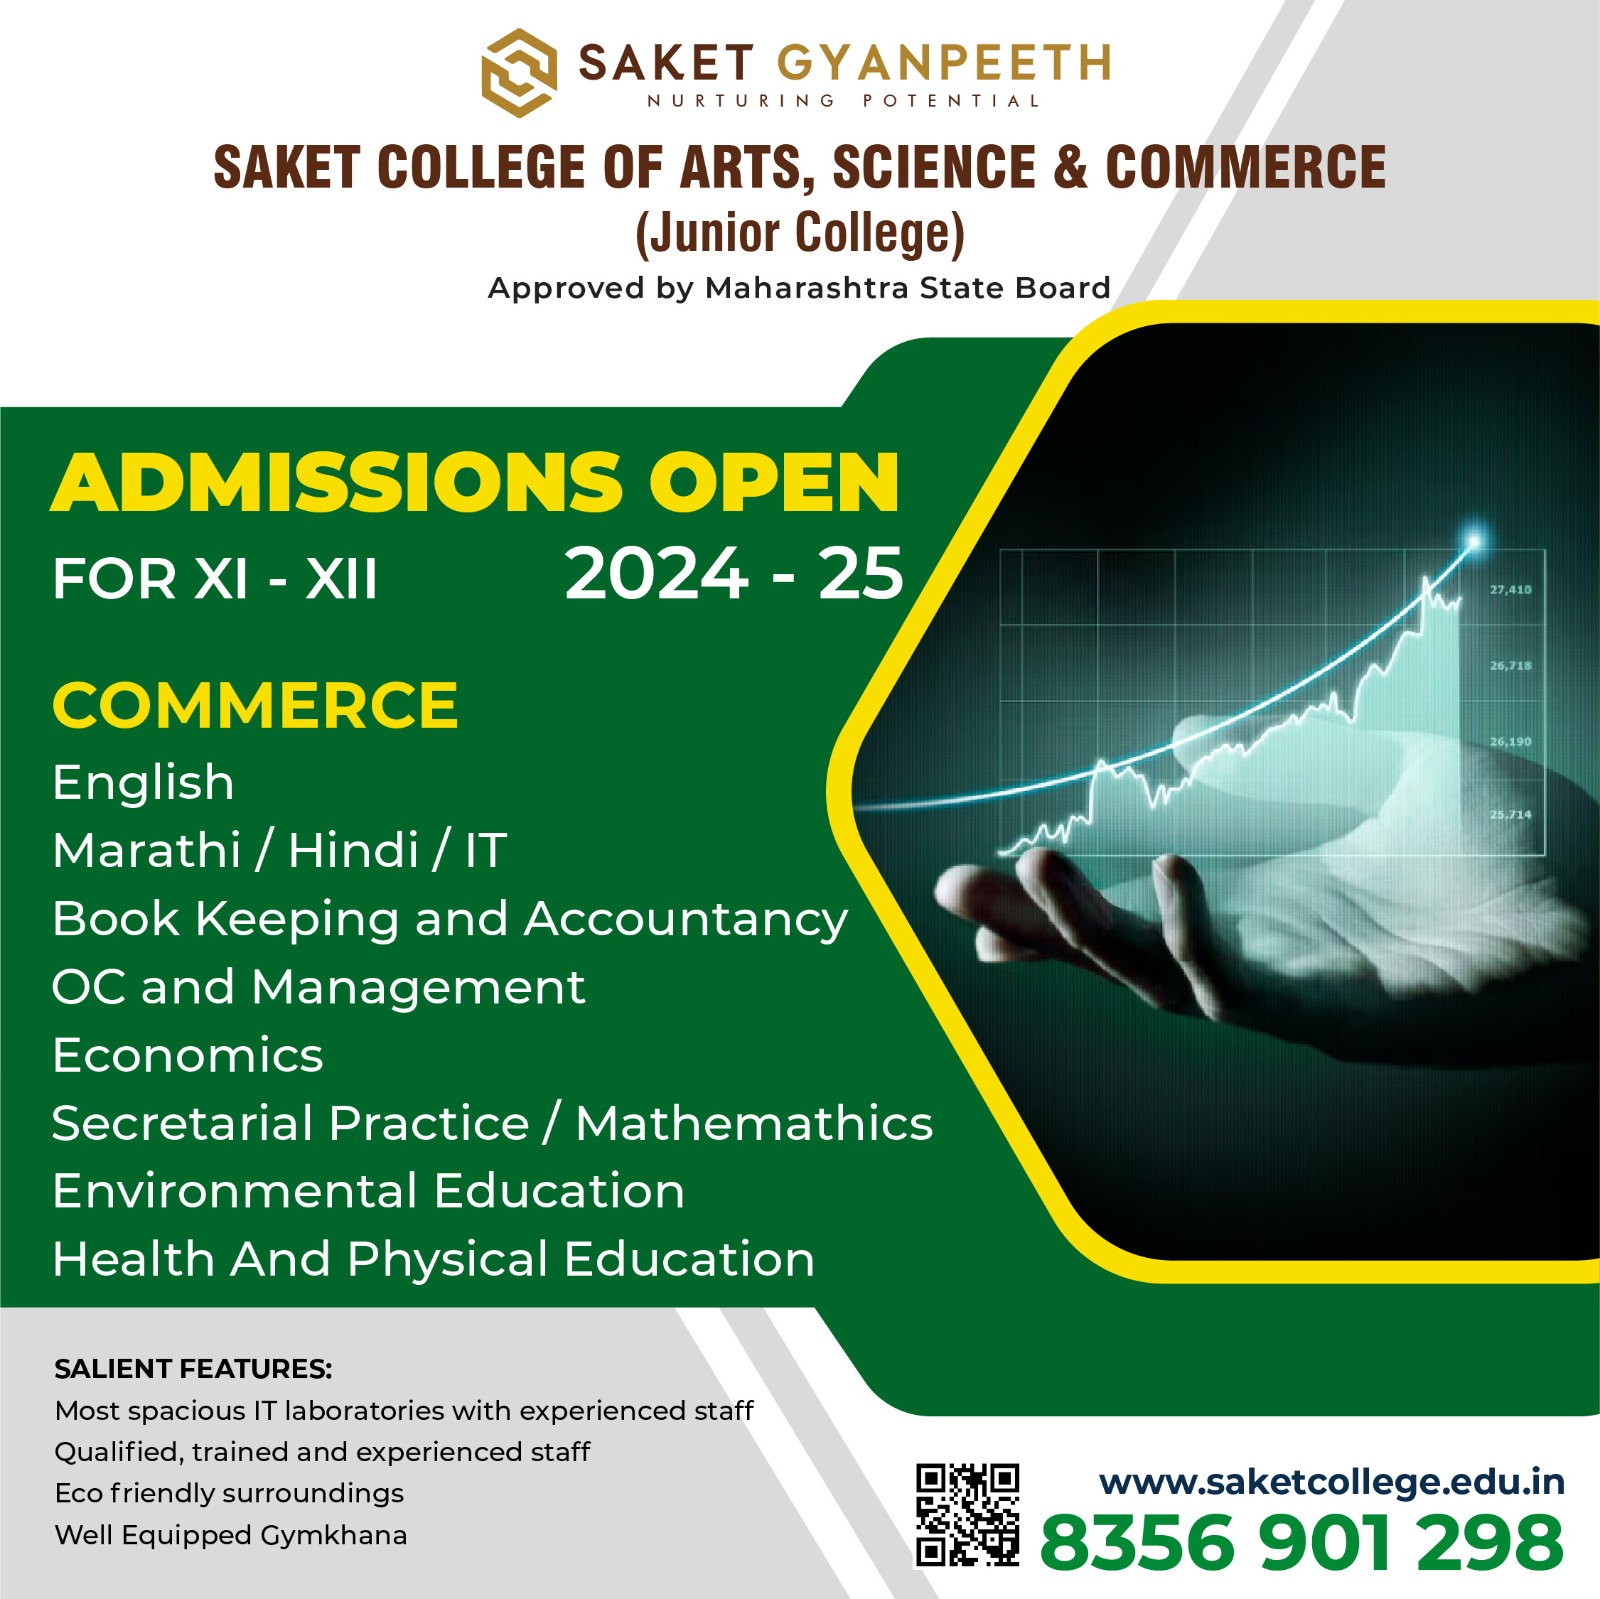 SAKET GYANPEETH
NURTURING POTENTIAL
SAKET COLLEGE OF ARTS, SCIENCE & COMMERCE
(Junior College)
Approved by Maharashtra State Board
ADMISSIONS OPEN
FOR XI - XII 2024 - 25
COMMERCE
English
Marathi / Hindi / IT
Book Keeping and Accountancy
OC and Management
Economics
Secretarial Practice / Mathemathics
Environmental Education
Health And Physical Education
27,410
26,718
26,190
25,714
SALIENT FEATURES:
Most spacious IT laboratories with experienced staff
Qualified, trained and experienced staff
Eco friendly surroundings
Well Equipped Gymkhana
www.saketcollege.edu.in
8356 901 298